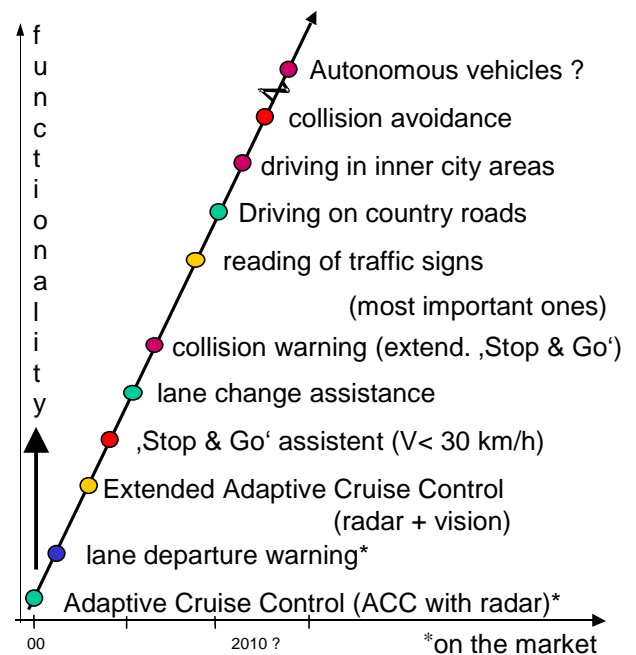 functionality
Autonomous vehicles ?
collision avoidance
driving in inner city areas
Driving on country roads
reading of traffic signs
(most important ones)
collision warning (extend. ‚Stop & Go‘)
lane change assistance
‚Stop & Go‘ assistent (V< 30 km/h)
Extended Adaptive Cruise Control
(radar + vision)
lane departure warning*
Adaptive Cruise Control (ACC with radar)*
00
2010 ?
*on the market